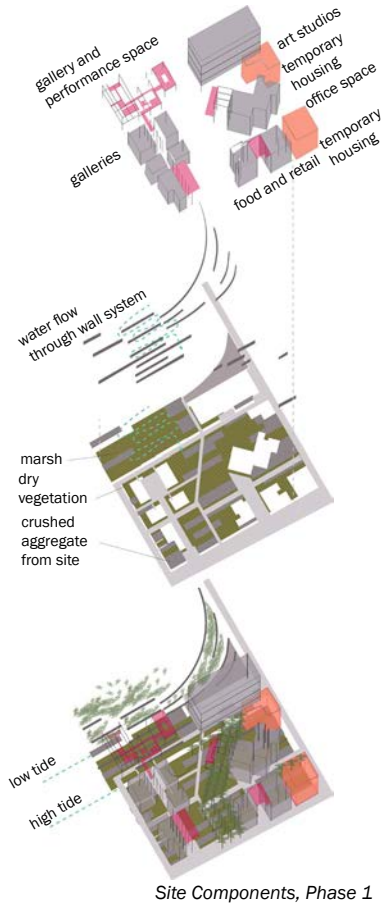 gallery and
performance space
art studios
temporary
housing
office space
galleries
food and retail
temporary
housing
water flow
through wall system
marsh
dry
vegetation
crushed
aggregate
from site
low tide
high tide
Site Components, Phase 1